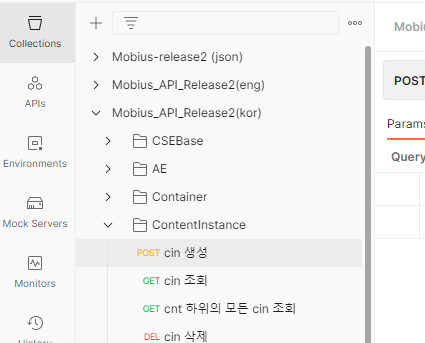 Collections
APIs
Environments
Mock Servers
Monitors
History
Mobius-release2 (json)
Mobius_API_Release2(eng)
Mobius_API_Release2(kor)
CSEBase
AE
Container
ContentInstance
POST cin 생성
GET cin 조회
GET cnt 하위의 모든 cin 조회
DEL cin 삭제
Mobiu
POST
Params
Query